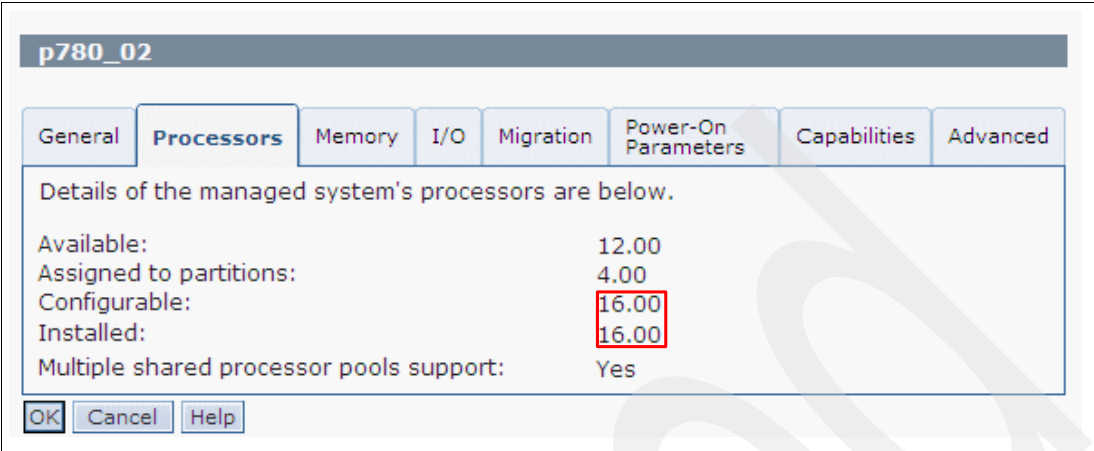 p780_02
General Processors Memory I/O Migration Power-On Parameters Capabilities Advanced
Details of the managed system's processors are below.
Available: 12.00
Assigned to partitions: 4.00
Configurable: 16.00
Installed: 16.00
Multiple shared processor pools support: Yes
OK Cancel Help